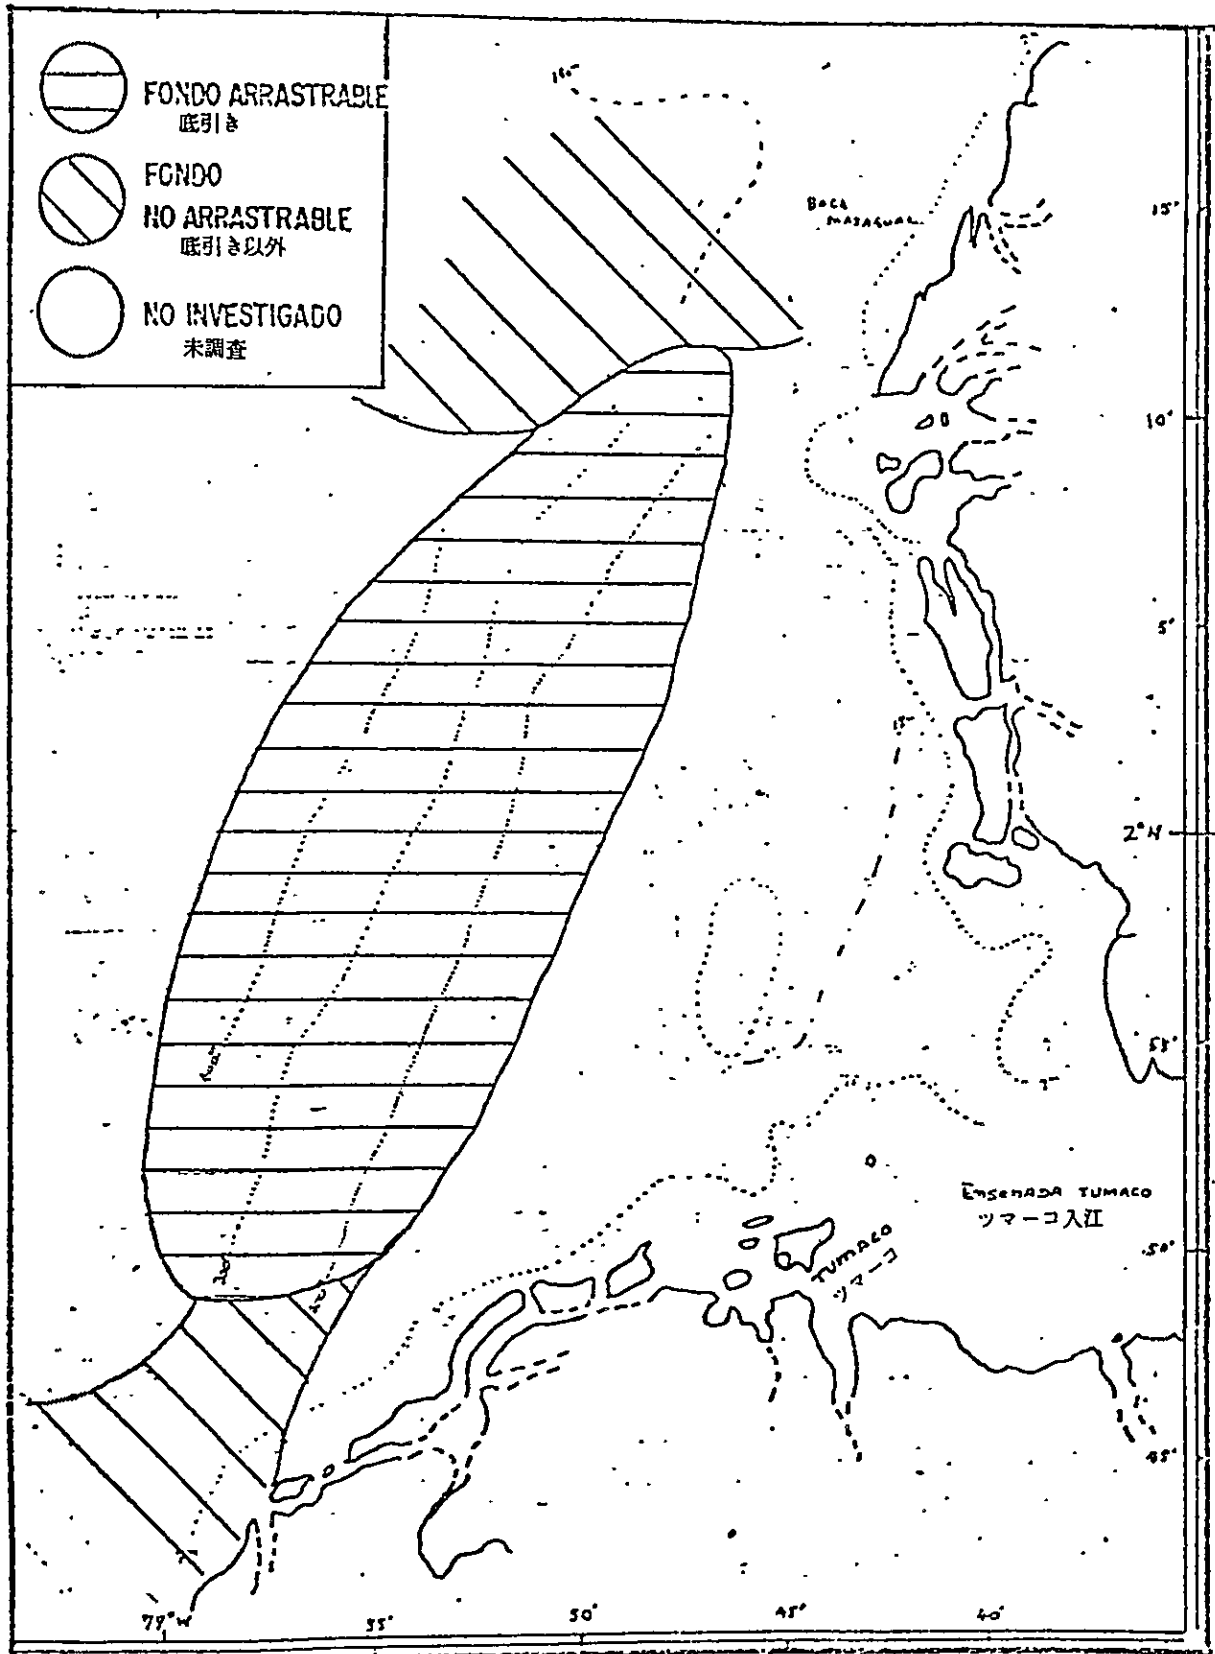 FONDO ARRASTRABLE
底引き
FONDO
NO ARRASTRABLE
底引き以外
NO INVESTIGADO
未調査
15'
10'
5'
2°N
55'
ENSENADA TUMACO
ツマーコ入江
TUMACO
ツマーコ
50'
45'
79°W
55'
50'
45'
40'